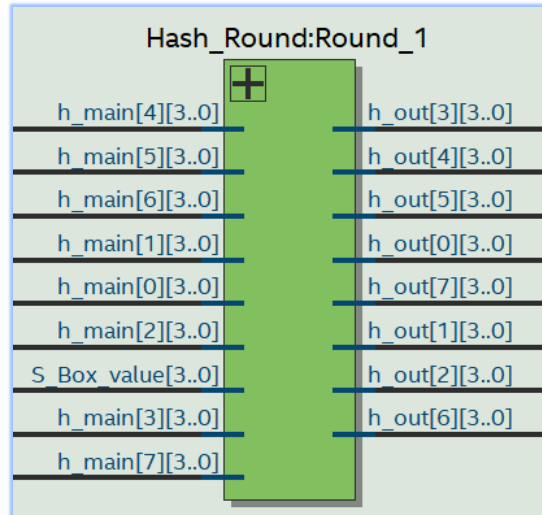 Hash_Round:Round_1
h_main[4][3..0] h_out[3][3..0]
h_main[5][3..0] h_out[4][3..0]
h_main[6][3..0] h_out[5][3..0]
h_main[1][3..0] h_out[0][3..0]
h_main[0][3..0] h_out[7][3..0]
h_main[2][3..0] h_out[1][3..0]
S_Box_value[3..0] h_out[2][3..0]
h_main[3][3..0] h_out[6][3..0]
h_main[7][3..0]